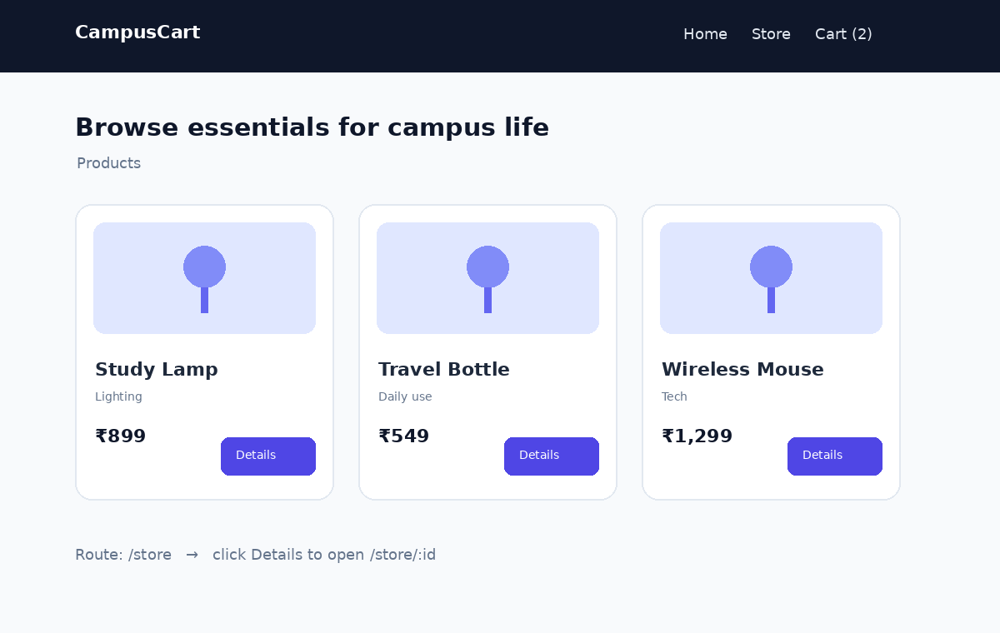 CampusCart
Home Store Cart (2)
Browse essentials for campus life
Products
Study Lamp
Lighting
₹899
Details
Travel Bottle
Daily use
₹549
Details
Wireless Mouse
Tech
₹1,299
Details
Route: /store → click Details to open /store/:id